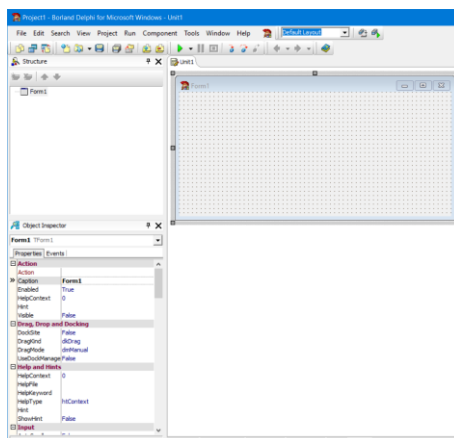 Project1 - Borland Delphi for Microsoft Windows - Unit1
File Edit Search View Project Run Component Tools Window Help Default Layout
Structure
Unit1
Form1
Form1
Object Inspector
Form1 TForm1
Properties Events
Action
Action
Caption Form1
Enabled True
HelpContext 0
Hint
Visible False
Drag, Drop and Docking
DockSite False
DragKind dkDrag
DragMode dmManual
UseDockManage False
Help and Hints
HelpContext 0
HelpFile
HelpKeyword
HelpType htContext
Hint
ShowHint False
Input